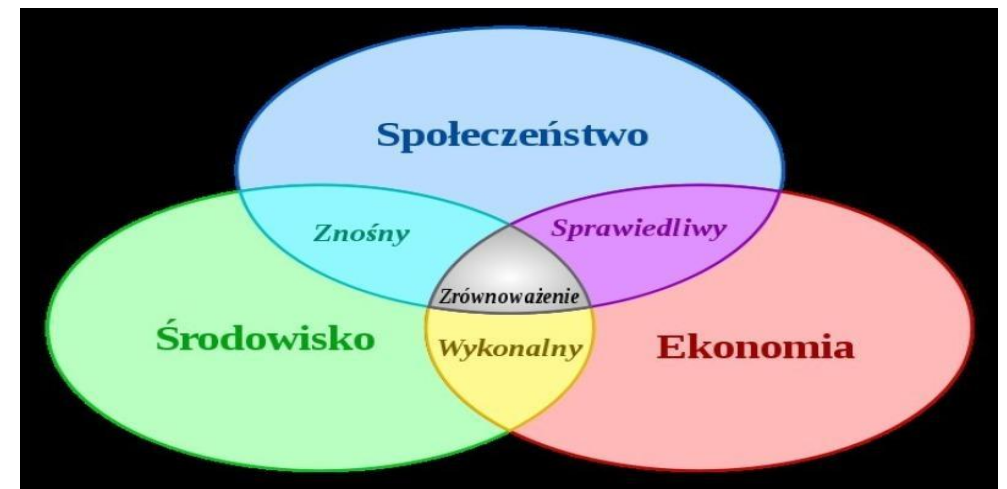 Społeczeństwo
Znośny
Sprawiedliwy
Zrównoważenie
Środowisko
Wykonalny
Ekonomia